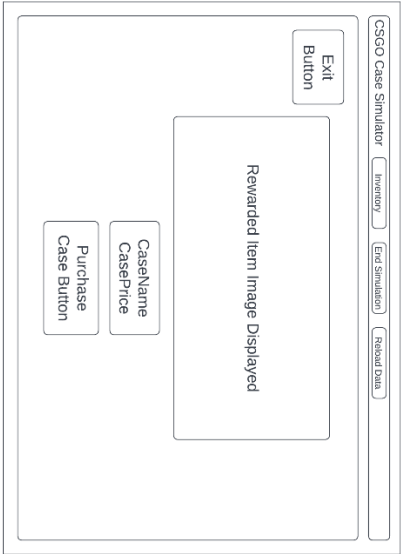 CSGO Case Simulator
Inventory
End Simulation
Reload Data
Exit
Button
Rewarded Item Image Displayed
CaseName
CasePrice
Purchase
Case Button